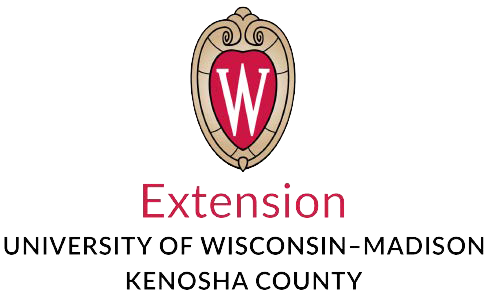 W
Extension
UNIVERSITY OF WISCONSIN–MADISON
KENOSHA COUNTY